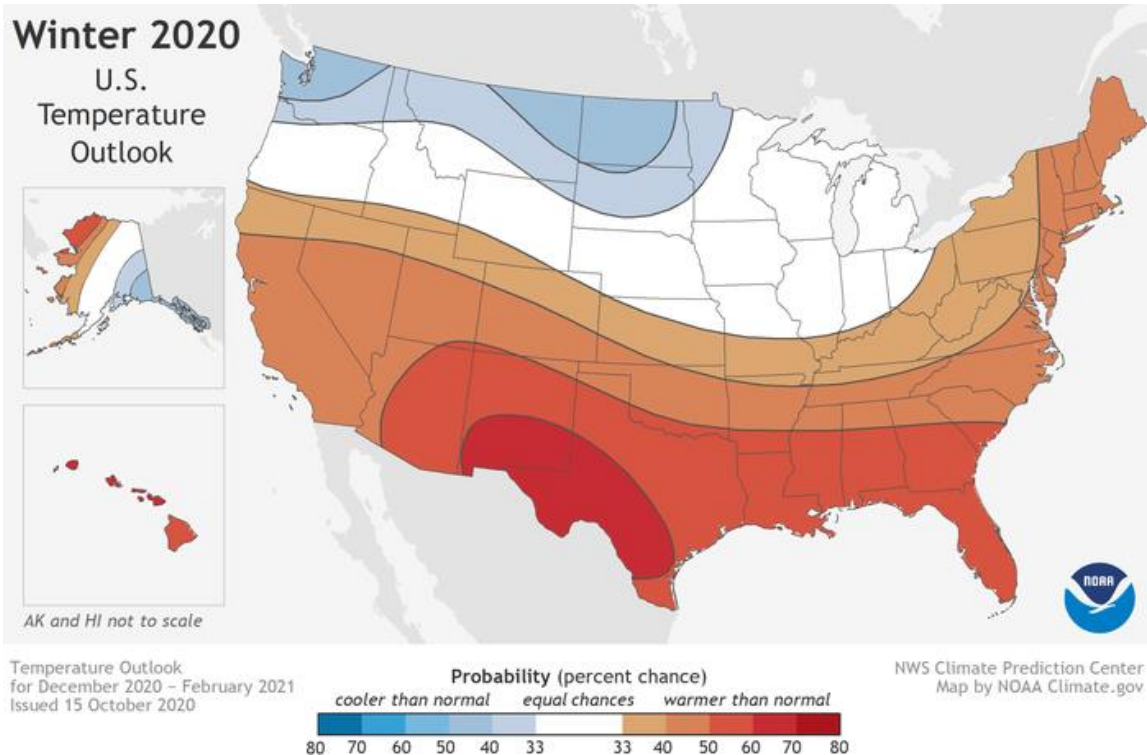 Winter 2020
U.S.
Temperature
Outlook
AK and HI not to scale
NOAA
Temperature Outlook
for December 2020 – February 2021
Issued 15 October 2020
Probability (percent chance)
cooler than normal equal chances warmer than normal
80 70 60 50 40 33 33 40 50 60 70 80
NWS Climate Prediction Center
Map by NOAA Climate.gov